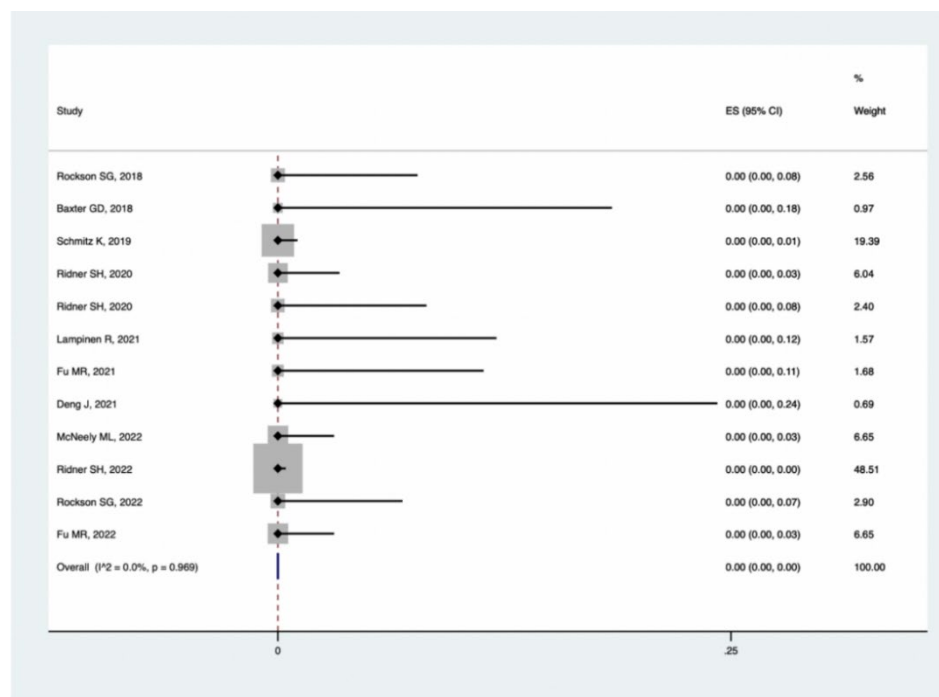 %
Study ES (95% CI) Weight
Rockson SG, 2018 0.00 (0.00, 0.08) 2.56
Baxter GD, 2018 0.00 (0.00, 0.18) 0.97
Schmitz K, 2019 0.00 (0.00, 0.01) 19.39
Ridner SH, 2020 0.00 (0.00, 0.03) 6.04
Ridner SH, 2020 0.00 (0.00, 0.08) 2.40
Lampinen R, 2021 0.00 (0.00, 0.12) 1.57
Fu MR, 2021 0.00 (0.00, 0.11) 1.68
Deng J, 2021 0.00 (0.00, 0.24) 0.69
McNeely ML, 2022 0.00 (0.00, 0.03) 6.65
Ridner SH, 2022 0.00 (0.00, 0.00) 48.51
Rockson SG, 2022 0.00 (0.00, 0.07) 2.90
Fu MR, 2022 0.00 (0.00, 0.03) 6.65
Overall (I^2 = 0.0%, p = 0.969) 0.00 (0.00, 0.00) 100.00
0 .25